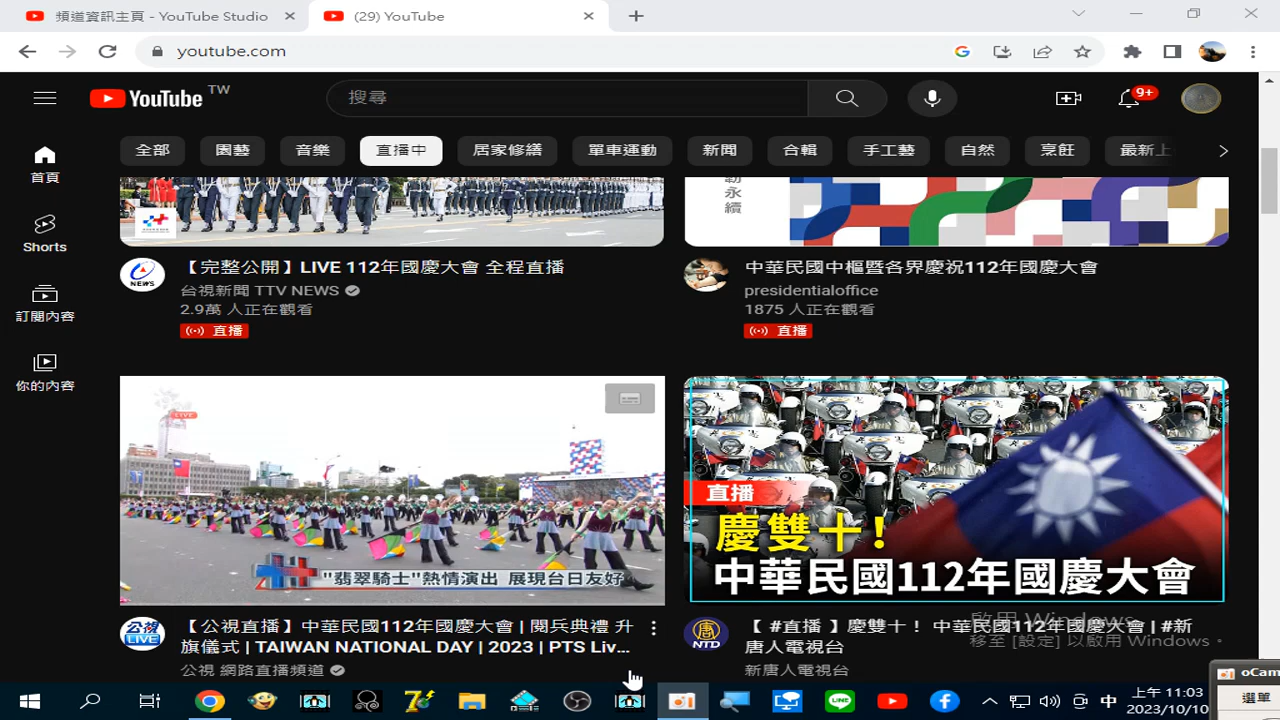 頻道資訊主頁 - YouTube Studio
(29) YouTube
youtube.com
YouTube TW
搜尋
9+
全部 園藝 音樂 直播中 居家修繕 單車運動 新聞 合輯 手工藝 自然 烹飪 最新上
首頁
Shorts
訂閱內容
你的內容
永
續
NEWS
【完整公開】LIVE 112年國慶大會 全程直播
台視新聞 TTV NEWS
2.9萬 人正在觀看
直播
中華民國中樞暨各界慶祝112年國慶大會
presidentialoffice
1875 人正在觀看
直播
LIVE
"翡翠騎士"熱情演出 展現台日友好
直播
慶雙十!
中華民國112年國慶大會
公視
LIVE
【公視直播】中華民國112年國慶大會 | 閱兵典禮 升
旗儀式 | TAIWAN NATIONAL DAY | 2023 | PTS Liv...
公視 網路直播頻道
唐
NTD
【 #直播 】慶雙十！ 中華民國112年國慶大會 | #新
唐人電視台
新唐人電視台
啟用 Windows
移至 [設定] 以啟用 Windows。
LINE
中
上午 11:03
2023/10/10
oCam
選單